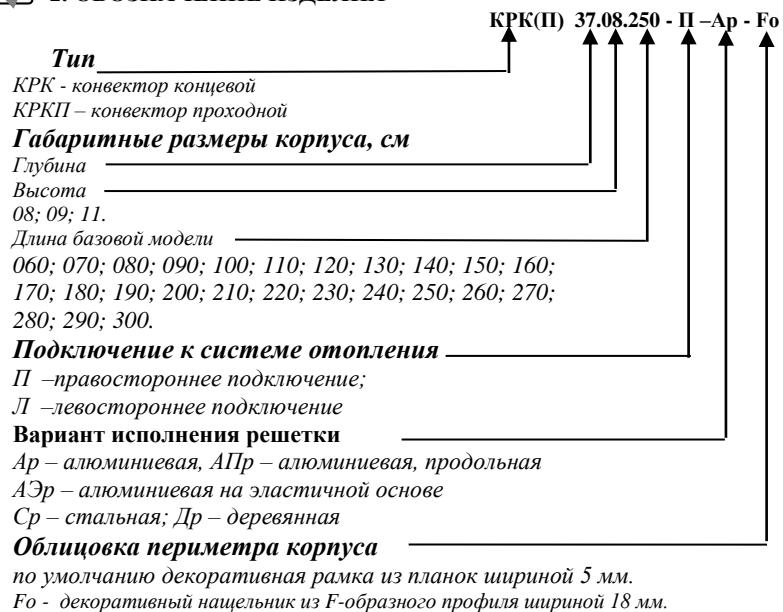 КРК(П) 37.08.250 - П –Ар - Fo
Тип
КРК - конвектор концевой
КРКП – конвектор проходной
Габаритные размеры корпуса, см
Глубина
Высота
08; 09; 11.
Длина базовой модели
060; 070; 080; 090; 100; 110; 120; 130; 140; 150; 160;
170; 180; 190; 200; 210; 220; 230; 240; 250; 260; 270;
280; 290; 300.
Подключение к системе отопления
П –правостороннее подключение;
Л –левостороннее подключение
Вариант исполнения решетки
Ар – алюминиевая, АПр – алюминиевая, продольная
АЭр – алюминиевая на эластичной основе
Ср – стальная; Др – деревянная
Облицовка периметра корпуса
по умолчанию декоративная рамка из планок шириной 5 мм.
Fo - декоративный нащельник из F-образного профиля шириной 18 мм.